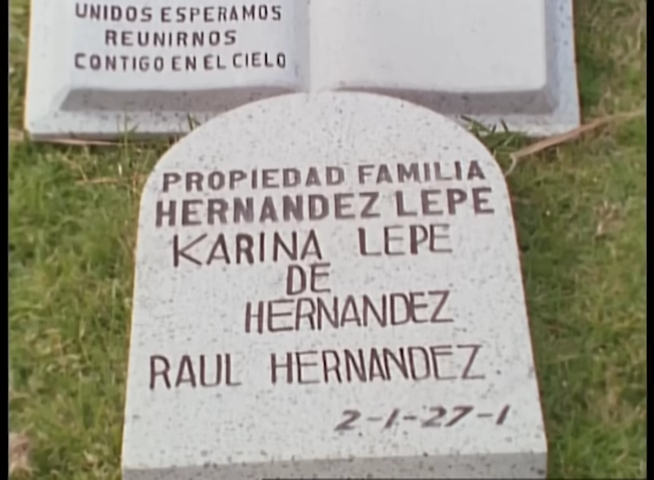 UNIDOS ESPERAMOS
REUNIRNOS
CONTIGO EN EL CIELO
PROPIEDAD FAMILIA
HERNANDEZ LEPE
KARINA LEPE
DE
HERNANDEZ
RAUL HERNANDEZ
2-1-27-1